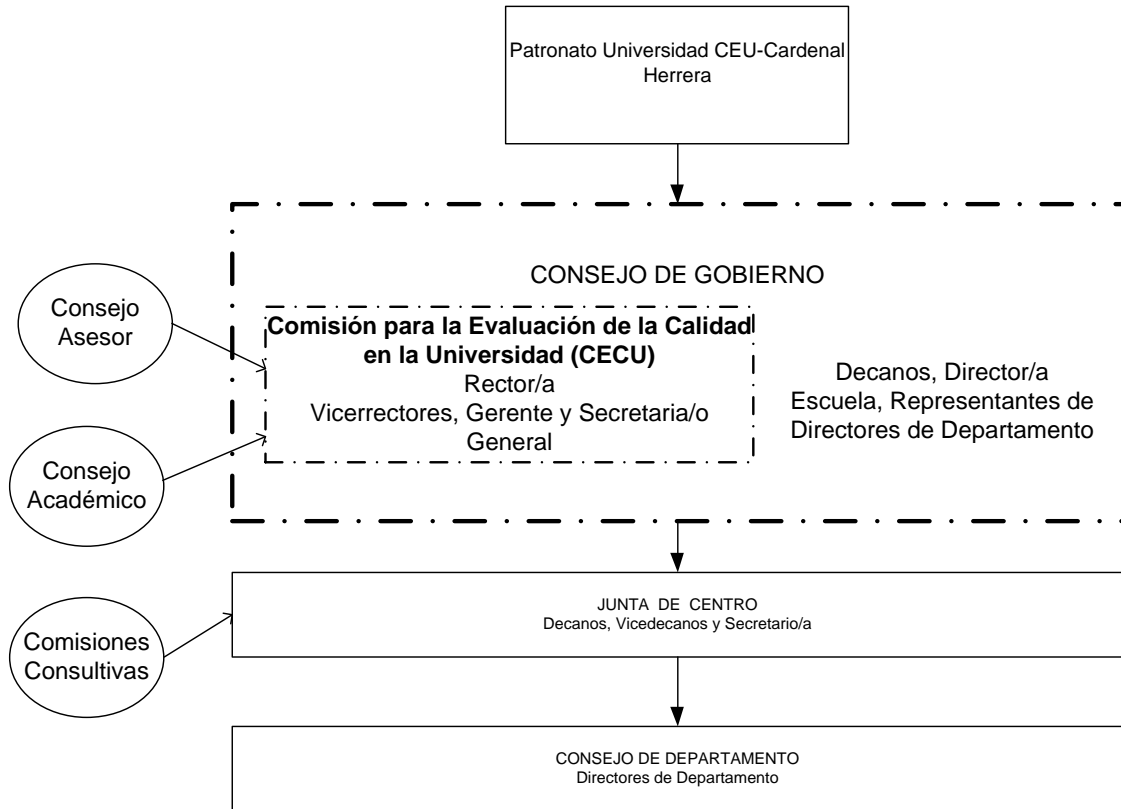 Patronato Universidad CEU-Cardenal
Herrera
CONSEJO DE GOBIERNO
Consejo
Asesor
Comisión para la Evaluación de la Calidad
en la Universidad (CECU)
Rector/a
Vicerrectores, Gerente y Secretaria/o
General
Decanos, Director/a
Escuela, Representantes de
Directores de Departamento
Consejo
Académico
JUNTA DE CENTRO
Decanos, Vicedecanos y Secretario/a
Comisiones
Consultivas
CONSEJO DE DEPARTAMENTO
Directores de Departamento